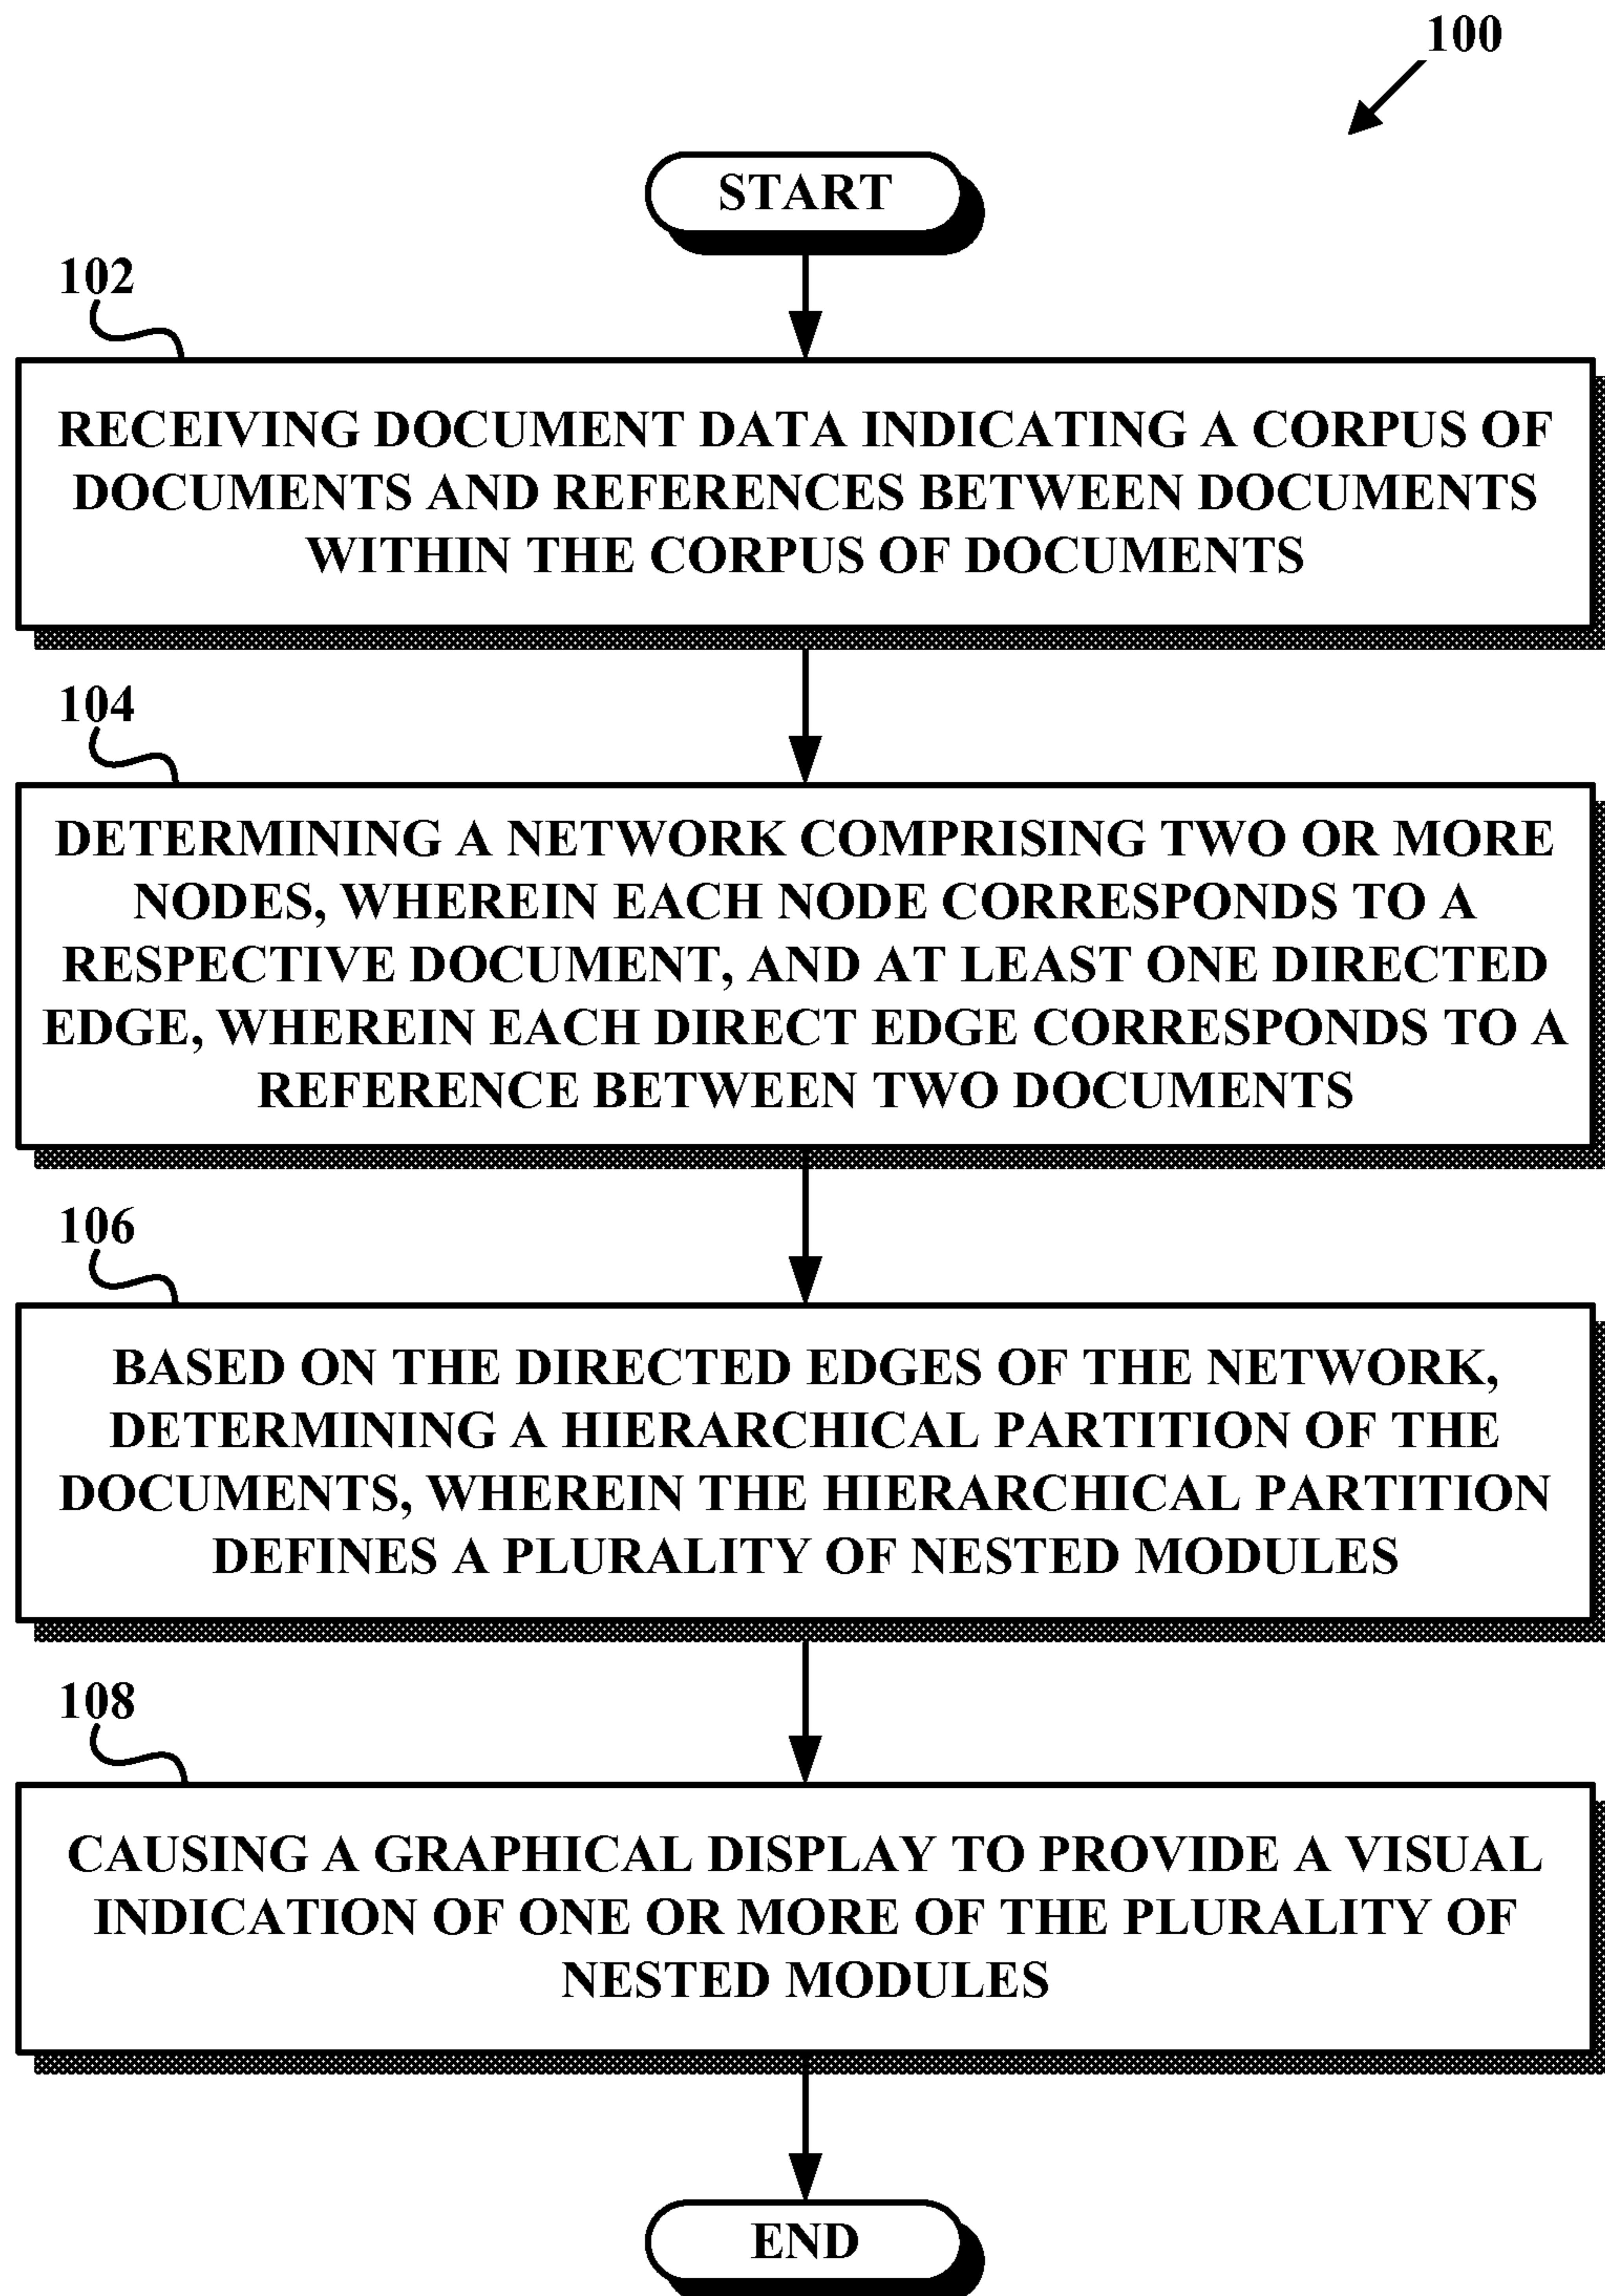 100
START
102
RECEIVING DOCUMENT DATA INDICATING A CORPUS OF
DOCUMENTS AND REFERENCES BETWEEN DOCUMENTS
WITHIN THE CORPUS OF DOCUMENTS
104
DETERMINING A NETWORK COMPRISING TWO OR MORE
NODES, WHEREIN EACH NODE CORRESPONDS TO A
RESPECTIVE DOCUMENT, AND AT LEAST ONE DIRECTED
EDGE, WHEREIN EACH DIRECT EDGE CORRESPONDS TO A
REFERENCE BETWEEN TWO DOCUMENTS
106
BASED ON THE DIRECTED EDGES OF THE NETWORK,
DETERMINING A HIERARCHICAL PARTITION OF THE
DOCUMENTS, WHEREIN THE HIERARCHICAL PARTITION
DEFINES A PLURALITY OF NESTED MODULES
108
CAUSING A GRAPHICAL DISPLAY TO PROVIDE A VISUAL
INDICATION OF ONE OR MORE OF THE PLURALITY OF
NESTED MODULES
END